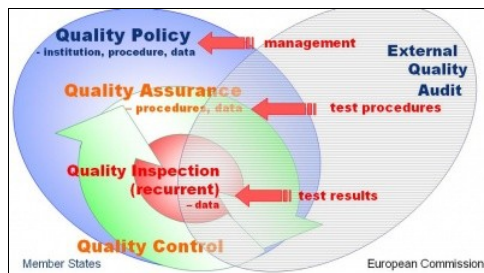 Quality Policy
– institution, procedure, data
management
External
Quality
Audit
Quality Assurance
– procedures, data
test procedures
Quality Inspection
(recurrent)
– data
test results
Quality Control
Member States
European Commission